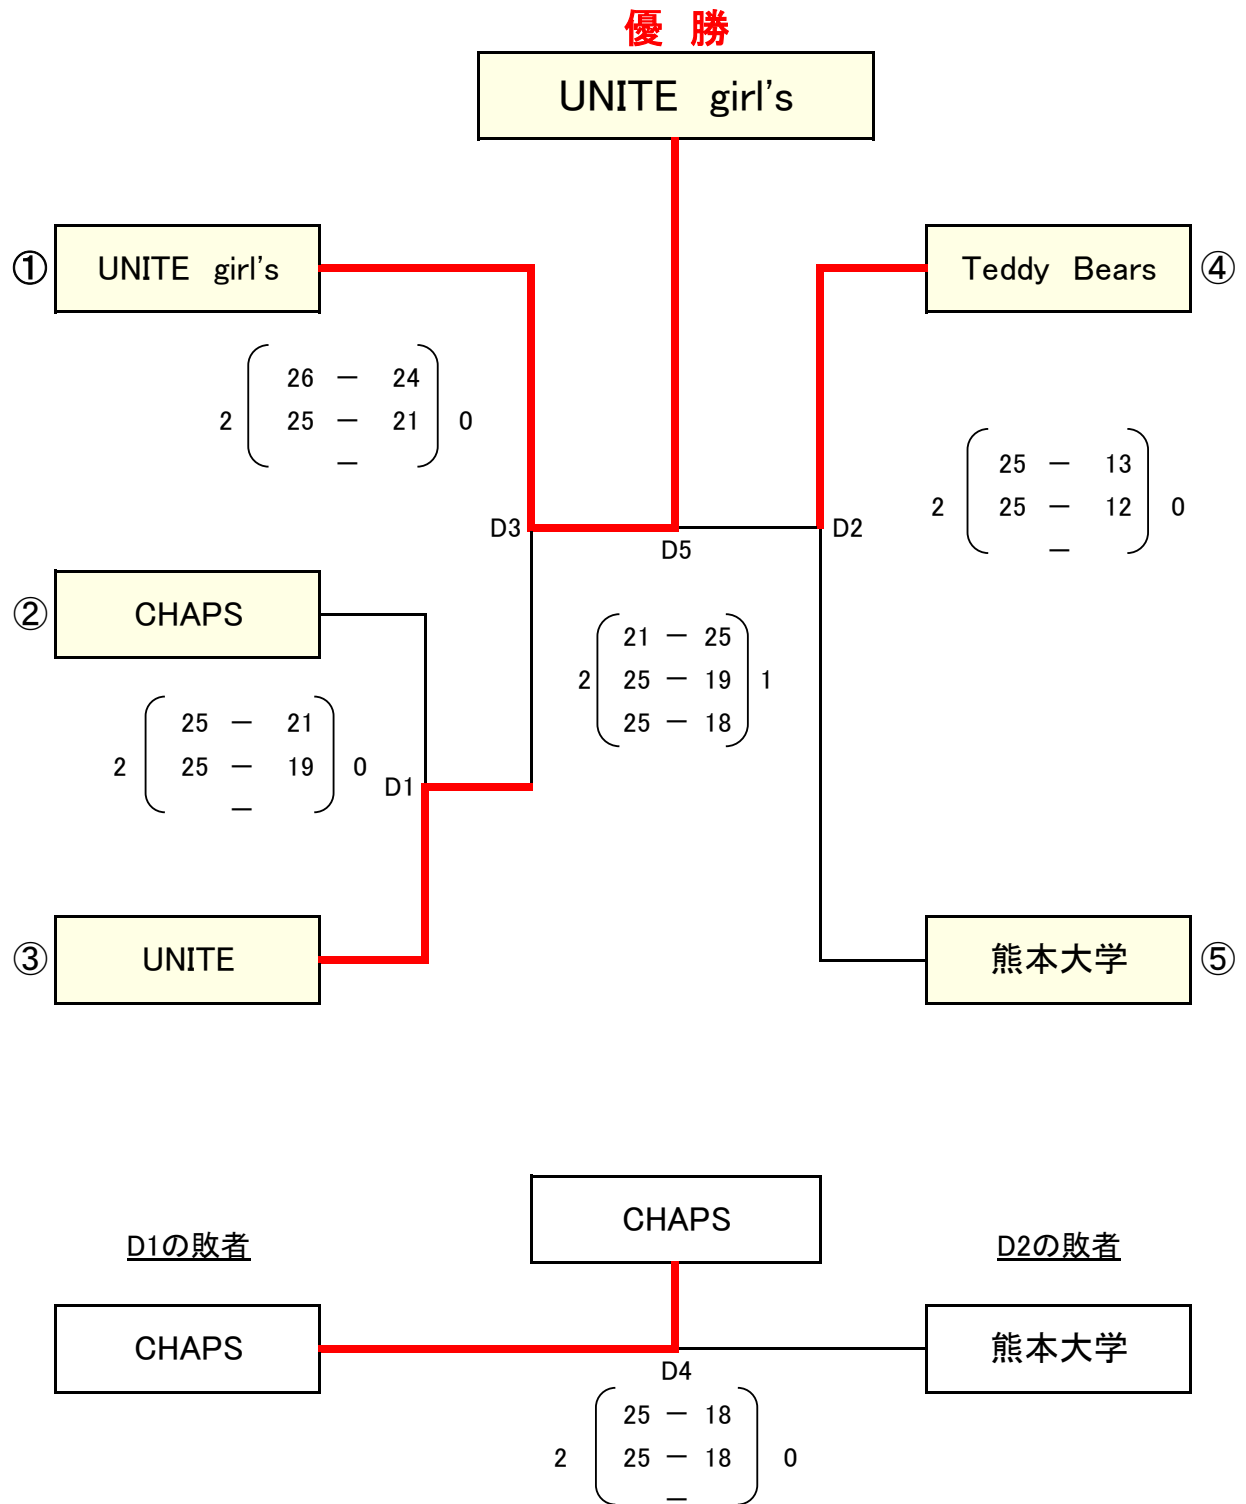 優 勝
UNITE girl's
① UNITE girl's
Teddy Bears ④
26 － 24
2 25 － 21 0
－
25 － 13
2 25 － 12 0
－
D3
D5
D2
② CHAPS
21 － 25
2 25 － 19 1
25 － 18
25 － 21
2 25 － 19 0
－
D1
③ UNITE
熊本大学 ⑤
CHAPS
D1の敗者
D2の敗者
CHAPS
熊本大学
D4
25 － 18
2 25 － 18 0
－